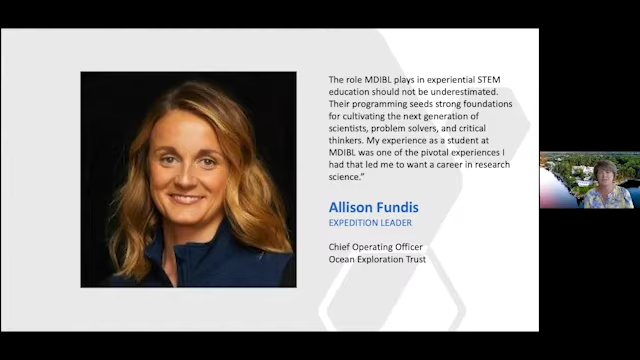 The role MDIBL plays in experiential STEM
education should not be underestimated.
Their programming seeds strong foundations
for cultivating the next generation of
scientists, problem solvers, and critical
thinkers. My experience as a student at
MDIBL was one of the pivotal experiences I
had that led me to want a career in research
science.”
Allison Fundis
EXPEDITION LEADER
Chief Operating Officer
Ocean Exploration Trust